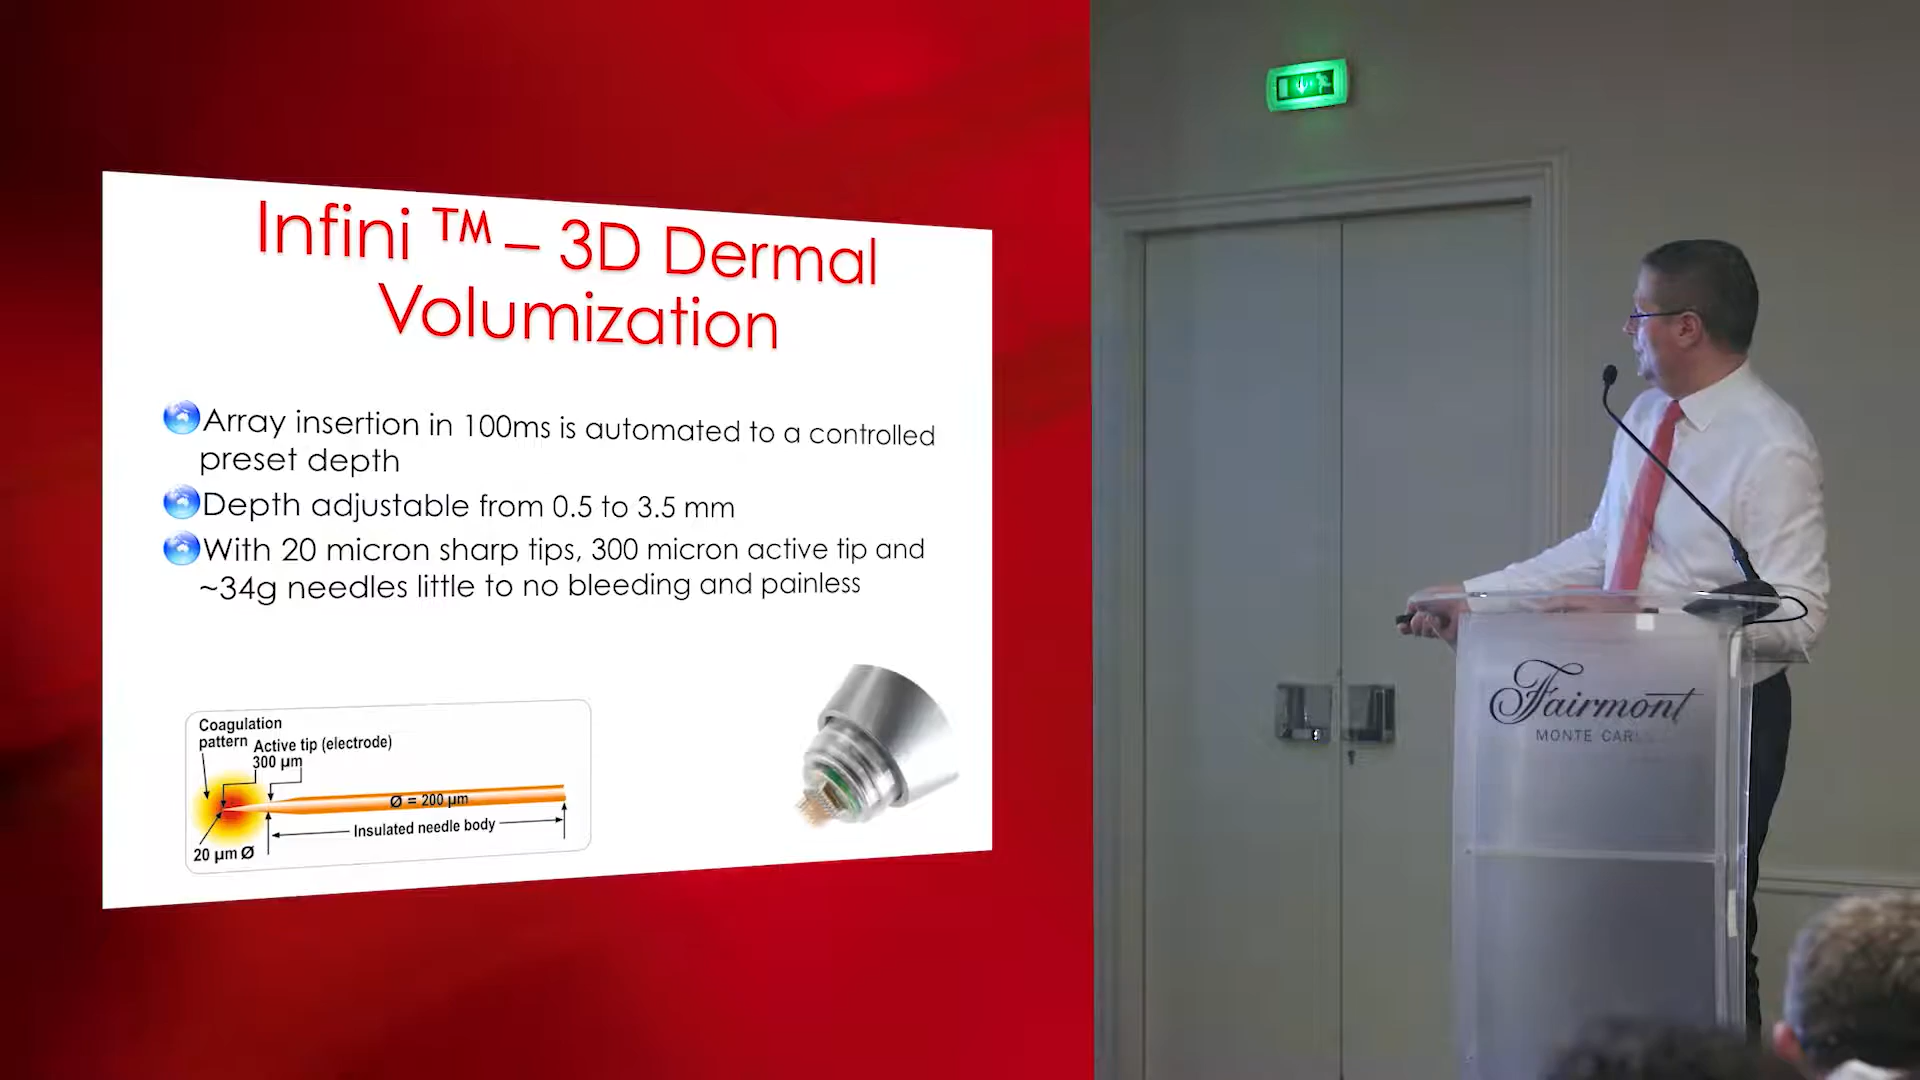 Infini ™ – 3D Dermal
Volumization
Array insertion in 100ms is automated to a controlled
preset depth
Depth adjustable from 0.5 to 3.5 mm
With 20 micron sharp tips, 300 micron active tip and
~34g needles little to no bleeding and painless
Coagulation
pattern
Active tip (electrode)
300 µm
Ø = 200 µm
Insulated needle body
20 µm Ø
Fairmont
MONTE